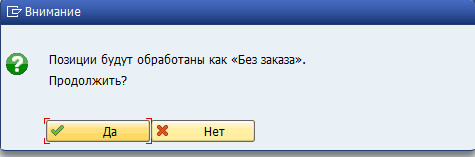 Внимание
Позиции будут обработаны как «Без заказа».
Продолжить?
Да
Нет